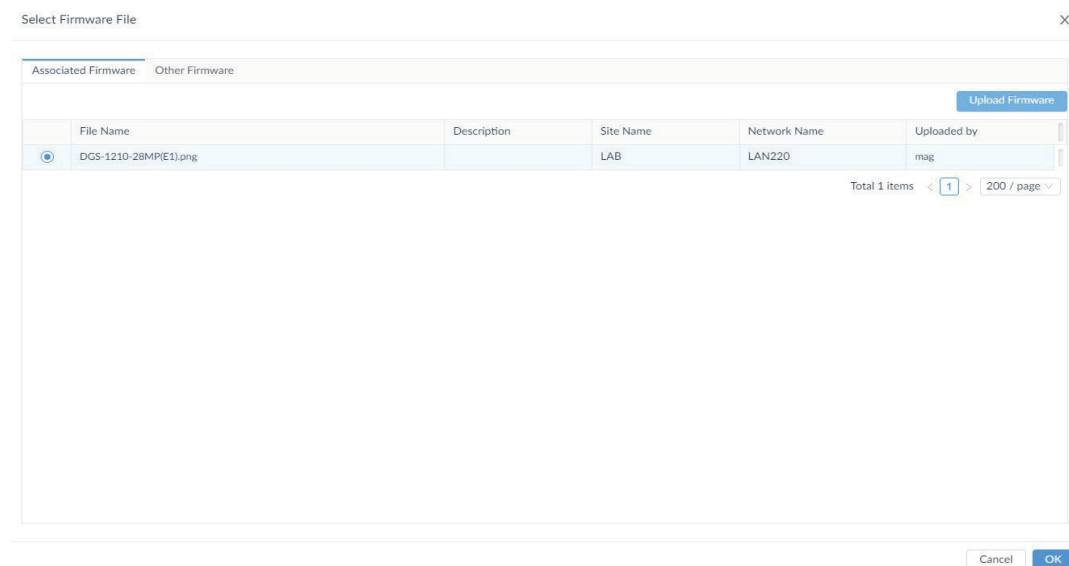 Select Firmware File
Associated Firmware Other Firmware
Upload Firmware
File Name Description Site Name Network Name Uploaded by
DGS-1210-28MP(E1).png LAB LAN220 mag
Total 1 items < 1 > 200 / page
Cancel OK